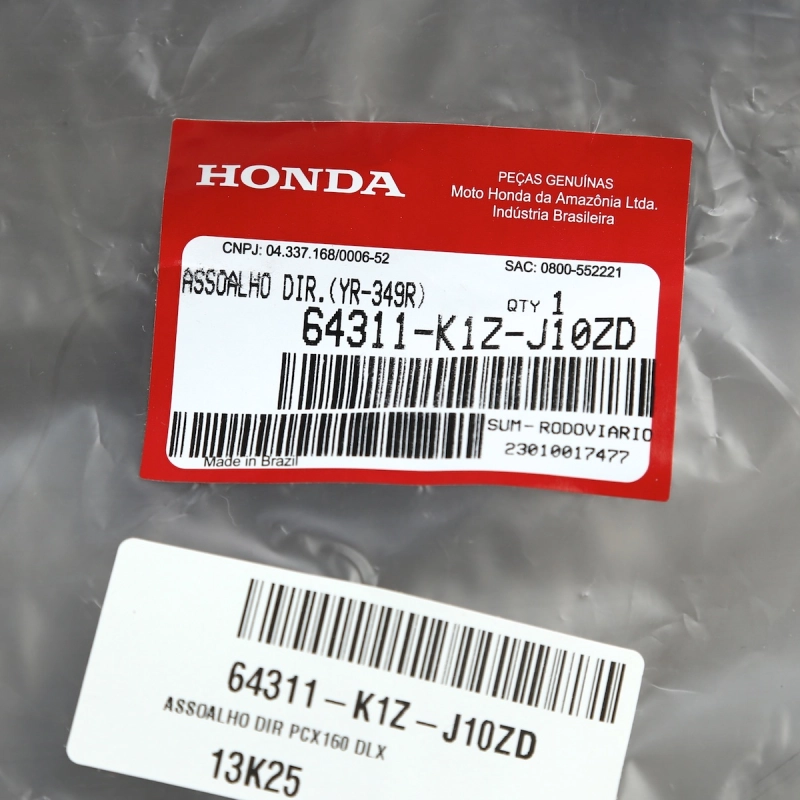 HONDA
PEÇAS GENUÍNAS
Moto Honda da Amazônia Ltda.
Indústria Brasileira
CNPJ: 04.337.168/0006-52
SAC: 0800-552221
ASSOALHO DIR.(YR-349R)
QTY 1
64311-K1Z-J10ZD
SUM-RODOVIARIO
23010017477
Made in Brazil
64311-K1Z-J10ZD
ASSOALHO DIR PCX160 DLX
13K25